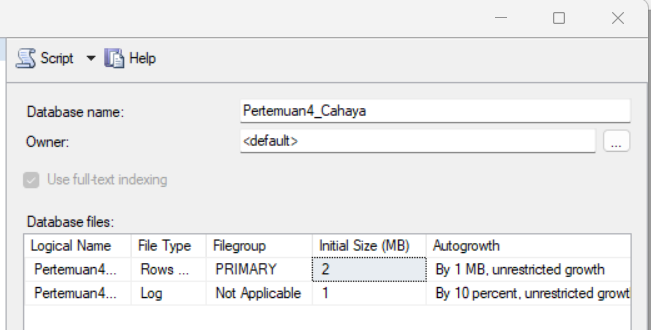 Script Help
Database name: Pertemuan4_Cahaya
Owner: <default> ...
Use full-text indexing
Database files:
Logical Name File Type Filegroup Initial Size (MB) Autogrowth
Pertemuan4... Rows ... PRIMARY 2 By 1 MB, unrestricted growth
Pertemuan4... Log Not Applicable 1 By 10 percent, unrestricted growt